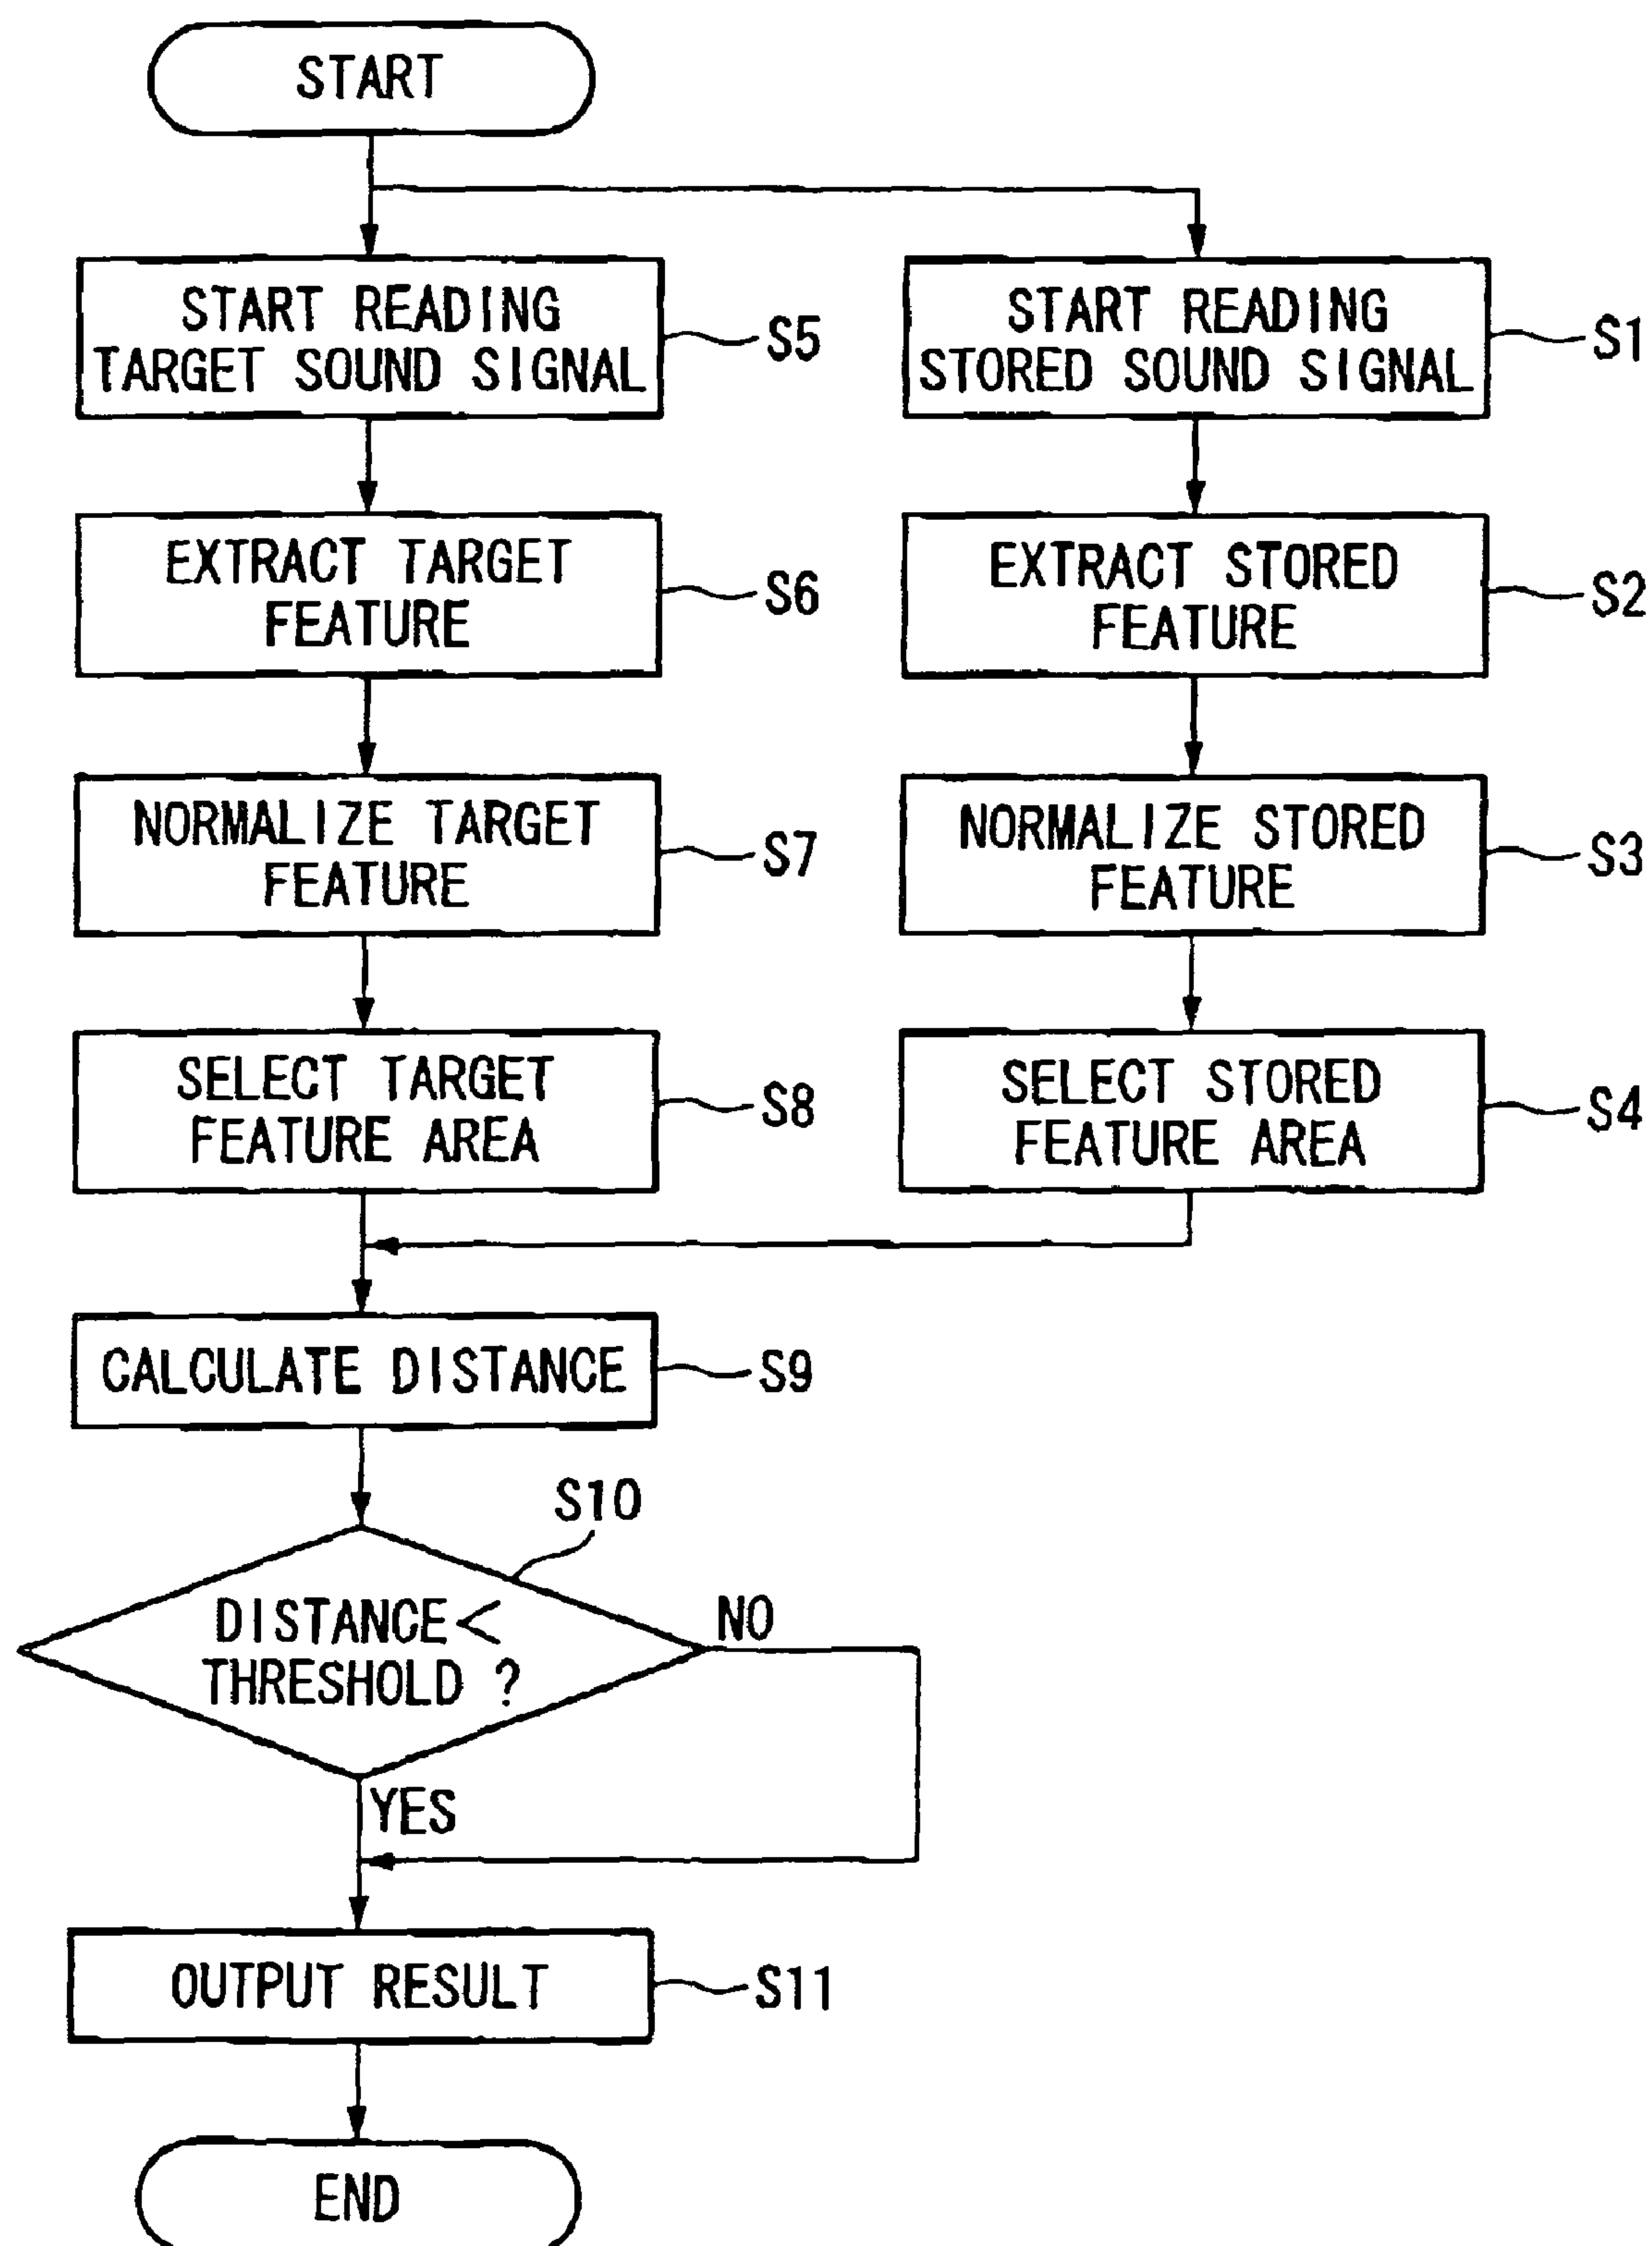 START
START READING
TARGET SOUND SIGNAL
S5
START READING
STORED SOUND SIGNAL
S1
EXTRACT TARGET
FEATURE
S6
EXTRACT STORED
FEATURE
S2
NORMALIZE TARGET
FEATURE
S7
NORMALIZE STORED
FEATURE
S3
SELECT TARGET
FEATURE AREA
S8
SELECT STORED
FEATURE AREA
S4
CALCULATE DISTANCE
S9
S10
DISTANCE<
THRESHOLD ?
NO
YES
OUTPUT RESULT
S11
END